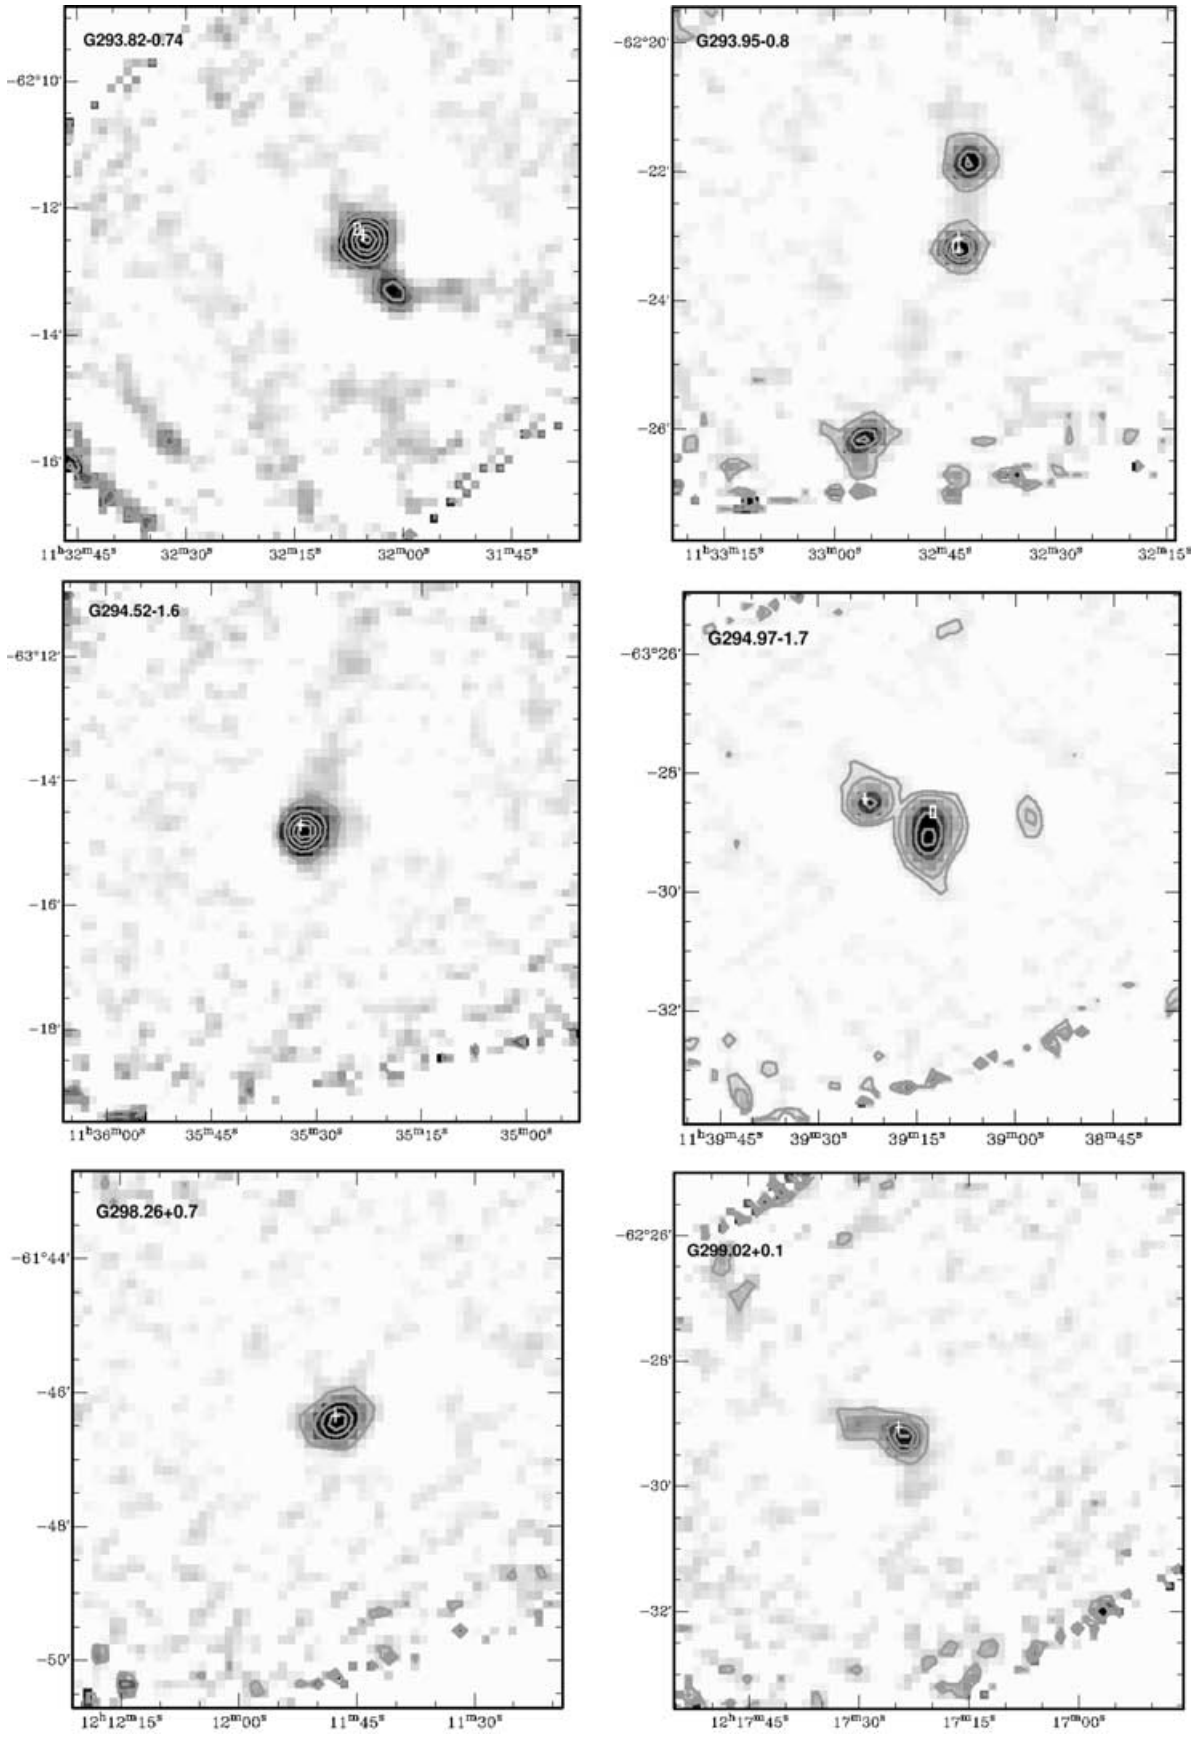 G293.82-0.74
−62°10′
−12′
−14′
−16′
11ʰ32ᵐ45ˢ 32ᵐ30ˢ 32ᵐ15ˢ 32ᵐ00ˢ 31ᵐ45ˢ
G293.95-0.8
−62°20′
−22′
−24′
−26′
11ʰ33ᵐ15ˢ 33ᵐ00ˢ 32ᵐ45ˢ 32ᵐ30ˢ 32ᵐ15ˢ
G294.52-1.6
−63°12′
−14′
−16′
−18′
11ʰ36ᵐ00ˢ 35ᵐ45ˢ 35ᵐ30ˢ 35ᵐ15ˢ 35ᵐ00ˢ
G294.97-1.7
−63°26′
−28′
−30′
−32′
11ʰ39ᵐ45ˢ 39ᵐ30ˢ 39ᵐ15ˢ 39ᵐ00ˢ 38ᵐ45ˢ
G298.26+0.7
−61°44′
−46′
−48′
−50′
12ʰ12ᵐ15ˢ 12ᵐ00ˢ 11ᵐ45ˢ 11ᵐ30ˢ
G299.02+0.1
−62°26′
−28′
−30′
−32′
12ʰ17ᵐ45ˢ 17ᵐ30ˢ 17ᵐ15ˢ 17ᵐ00ˢ